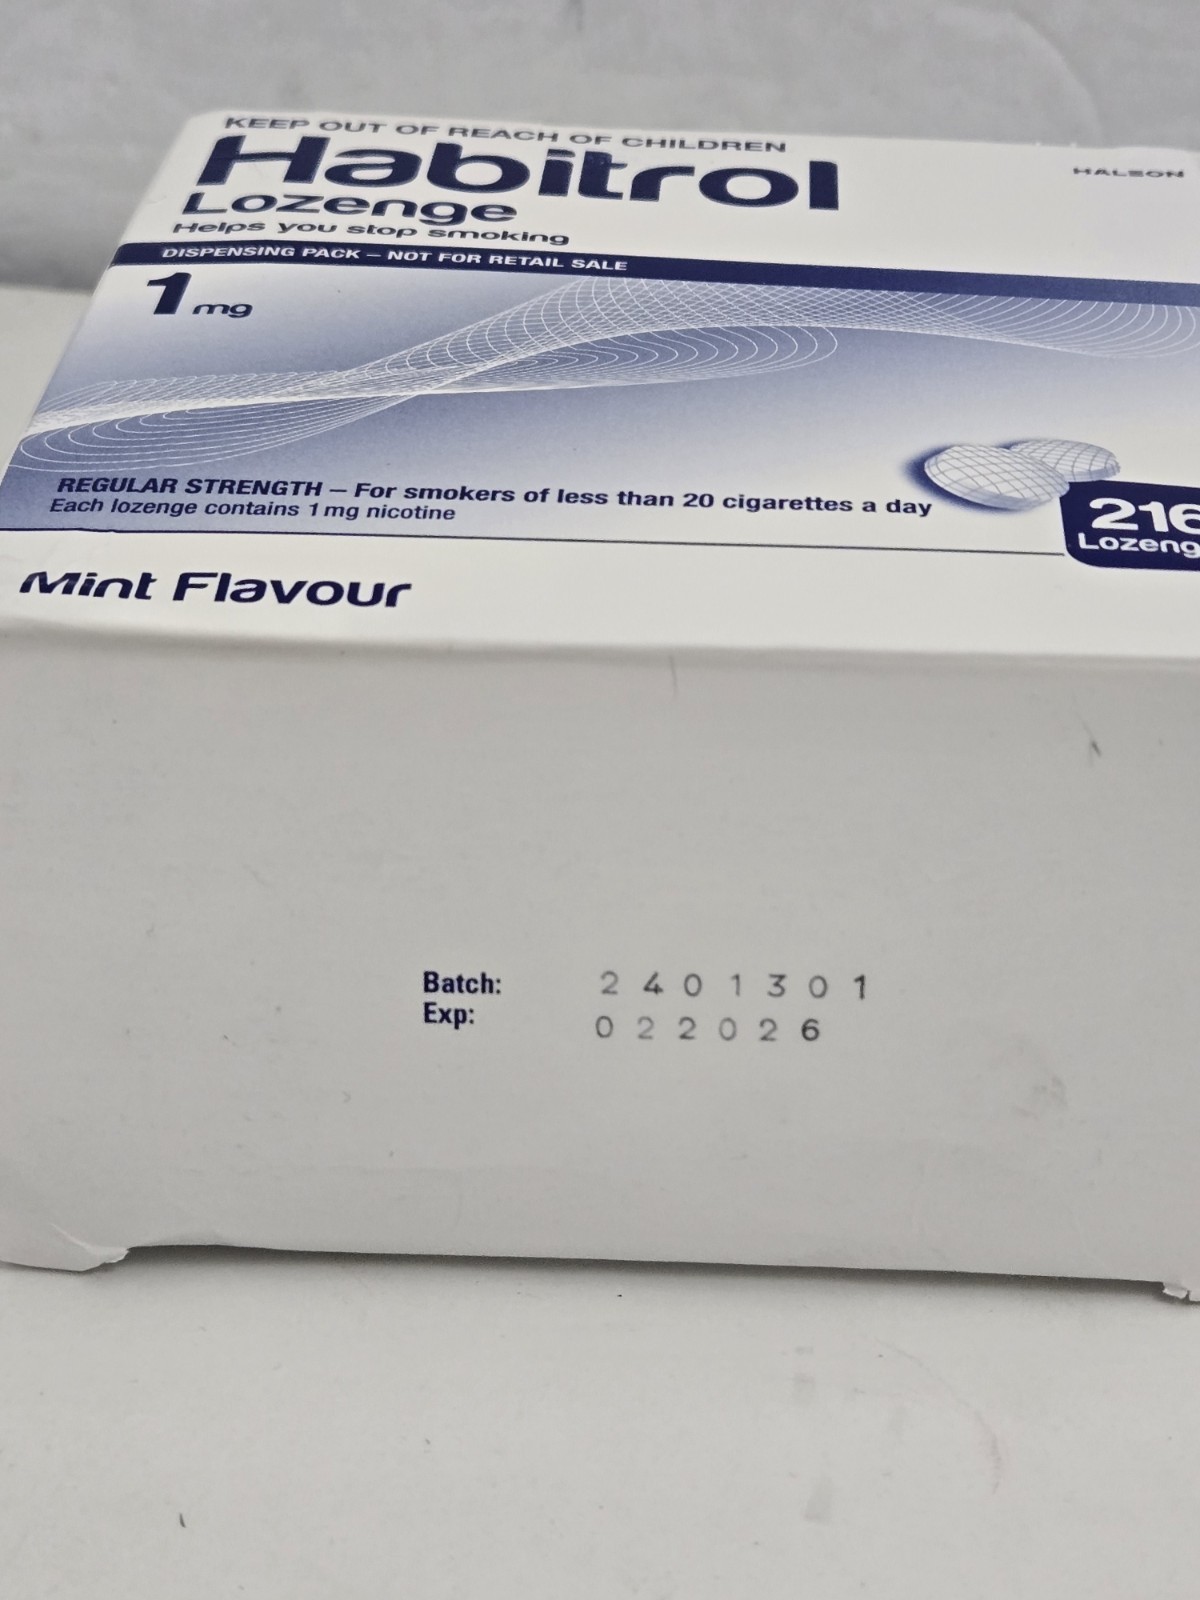 KEEP OUT OF REACH OF CHILDREN
Habitrol
HALEON
Lozenge
Helps you stop smoking
DISPENSING PACK – NOT FOR RETAIL SALE
1 mg
REGULAR STRENGTH – For smokers of less than 20 cigarettes a day
Each lozenge contains 1 mg nicotine
216
Lozeng
Mint Flavour
Batch: 2401301
Exp: 022026